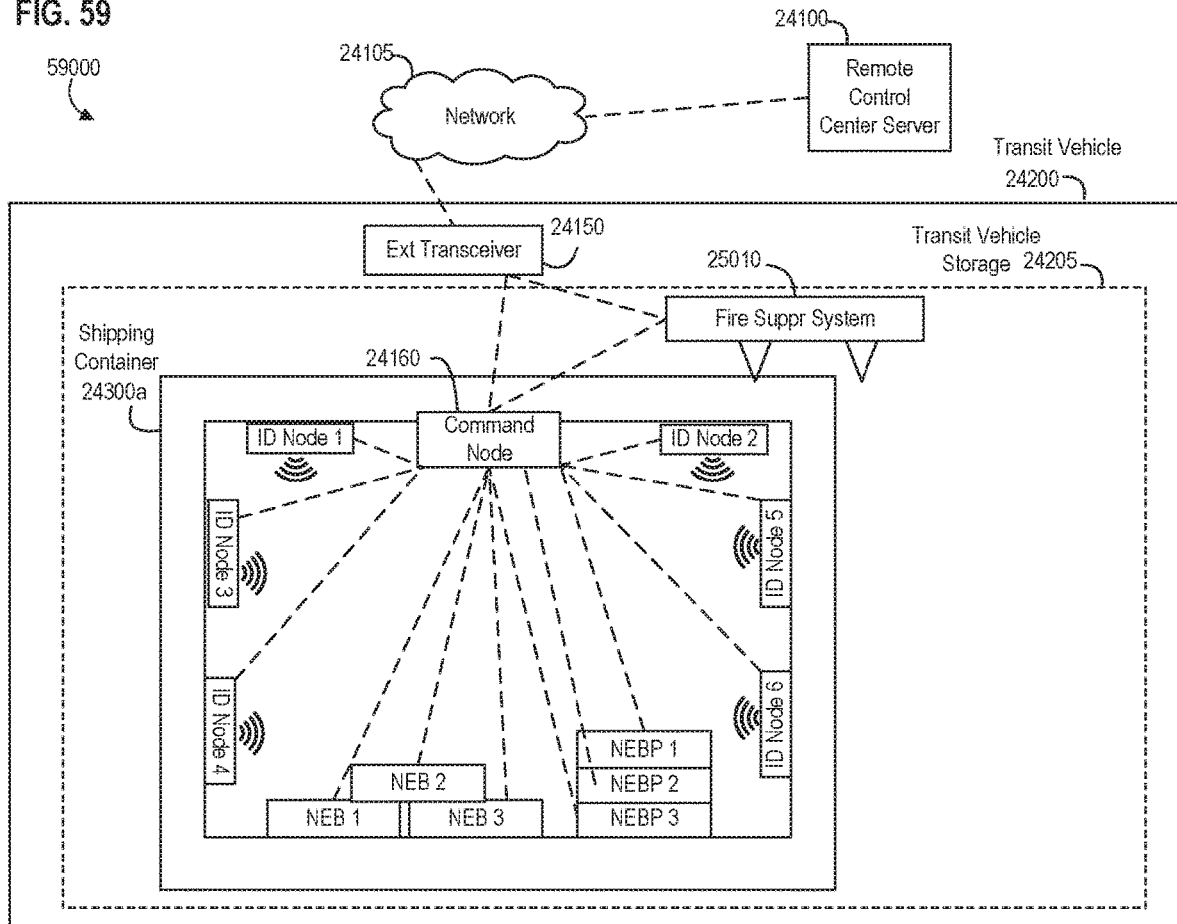 FIG. 59
59000
24105
24100
Network
Remote
Control
Center Server
Transit Vehicle
24200
Ext Transceiver
24150
Transit Vehicle
Storage 24205
25010
Fire Suppr System
Shipping
Container
24300a
24160
Command
Node
ID Node 1
ID Node 2
ID Node 3
ID Node 5
ID Node 4
ID Node 6
NEBP 1
NEB 2
NEBP 2
NEB 1
NEB 3
NEBP 3